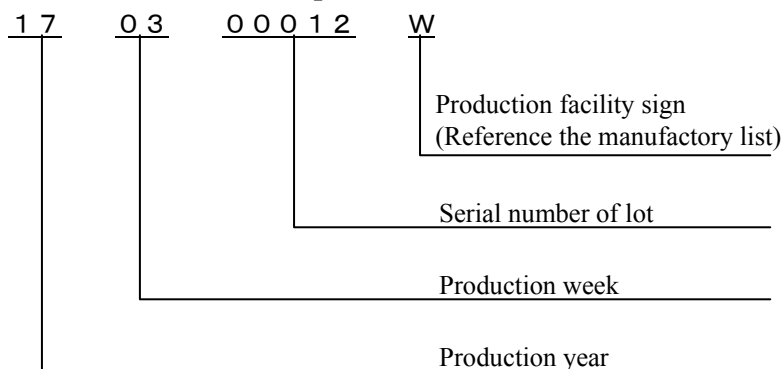 １７ ０３ ０００１２ Ｗ
Production facility sign
(Reference the manufactory list)
Serial number of lot
Production week
Production year